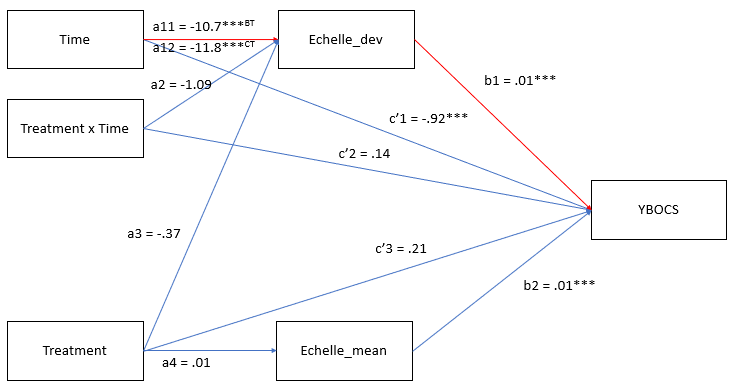 Time
a11 = -10.7***BT
a12 = -11.8***CT
Echelle_dev
a2 = -1.09
b1 = .01***
Treatment x Time
c’1 = -.92***
c’2 = .14
YBOCS
a3 = -.37
c’3 = .21
b2 = .01***
Treatment
a4 = .01
Echelle_mean